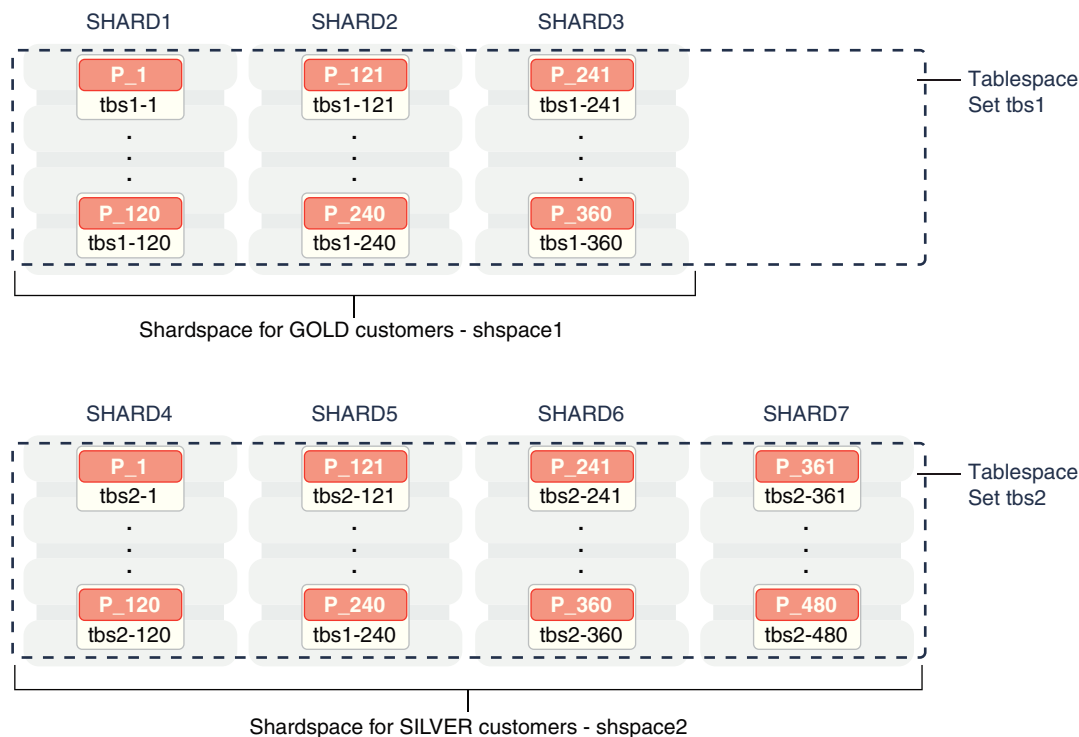 SHARD1 SHARD2 SHARD3
P_1 P_121 P_241
tbs1-1 tbs1-121 tbs1-241
Tablespace
Set tbs1
P_120 P_240 P_360
tbs1-120 tbs1-240 tbs1-360
Shardspace for GOLD customers - shspace1
SHARD4 SHARD5 SHARD6 SHARD7
P_1 P_121 P_241 P_361
tbs2-1 tbs2-121 tbs2-241 tbs2-361
Tablespace
Set tbs2
P_120 P_240 P_360 P_480
tbs2-120 tbs1-240 tbs2-360 tbs2-480
Shardspace for SILVER customers - shspace2